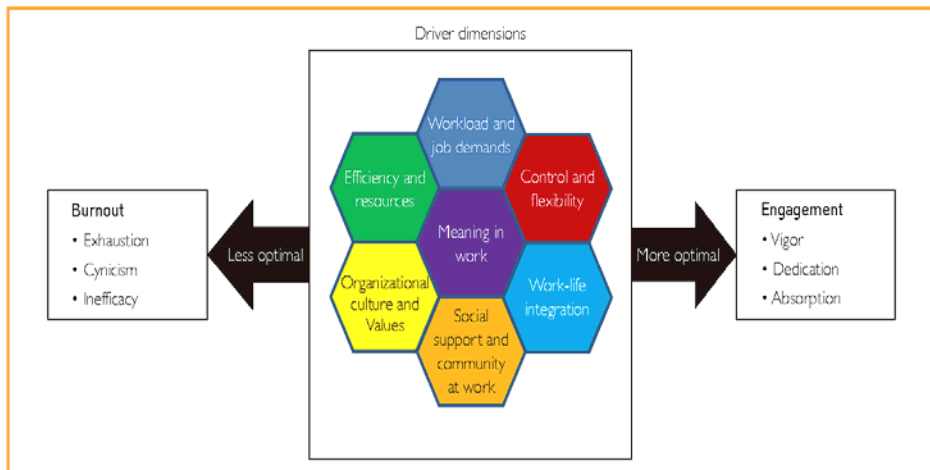 Driver dimensions
Workload and
job demands
Efficiency and
resources
Control and
flexibility
Meaning in
work
Organizational
culture and
Values
Work-life
integration
Social
support and
community
at work
Burnout
• Exhaustion
• Cynicism
• Inefficacy
Less optimal
More optimal
Engagement
• Vigor
• Dedication
• Absorption